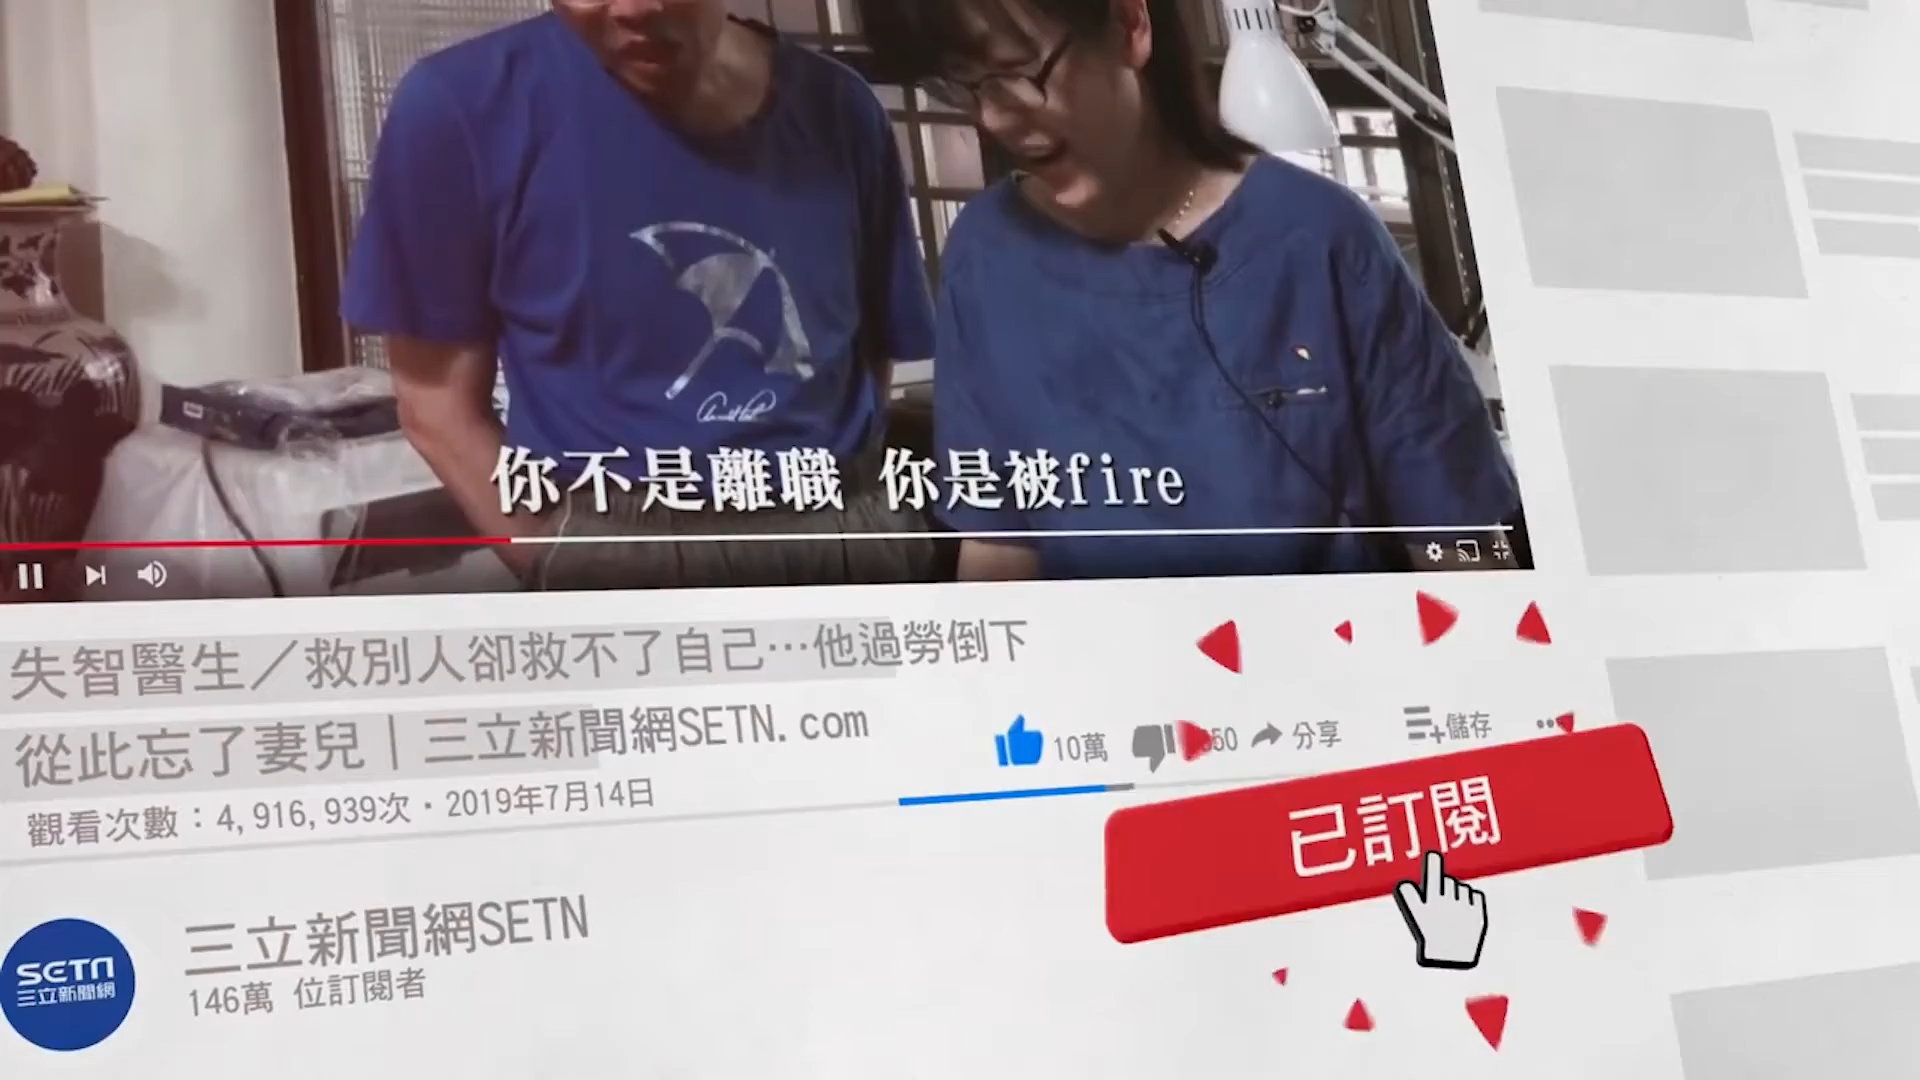 你不是離職 你是被fire
失智醫生／救別人卻救不了自己…他過勞倒下
從此忘了妻兒｜三立新聞網SETN.com
觀看次數：4,916,939次・2019年7月14日
10萬
分享
儲存
已訂閱
SETN
三立新聞網
三立新聞網SETN
146萬 位訂閱者